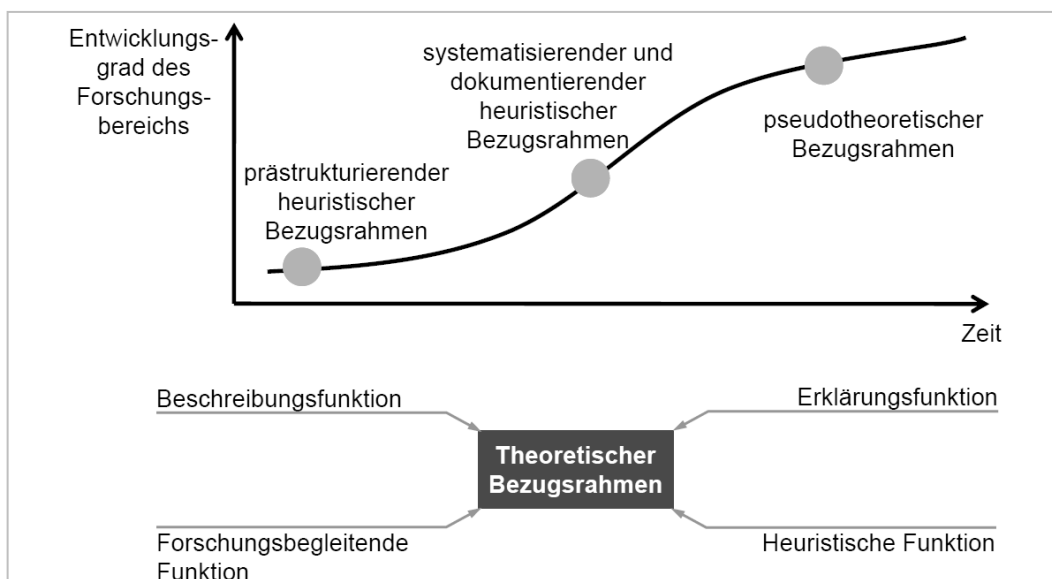 Entwicklungs-
grad des
Forschungs-
bereichs
systematisierender und
dokumentierender
heuristischer
Bezugsrahmen
pseudotheoretischer
Bezugsrahmen
prästrukturierender
heuristischer
Bezugsrahmen
Zeit
Beschreibungsfunktion
Erklärungsfunktion
Theoretischer
Bezugsrahmen
Forschungsbegleitende
Funktion
Heuristische Funktion